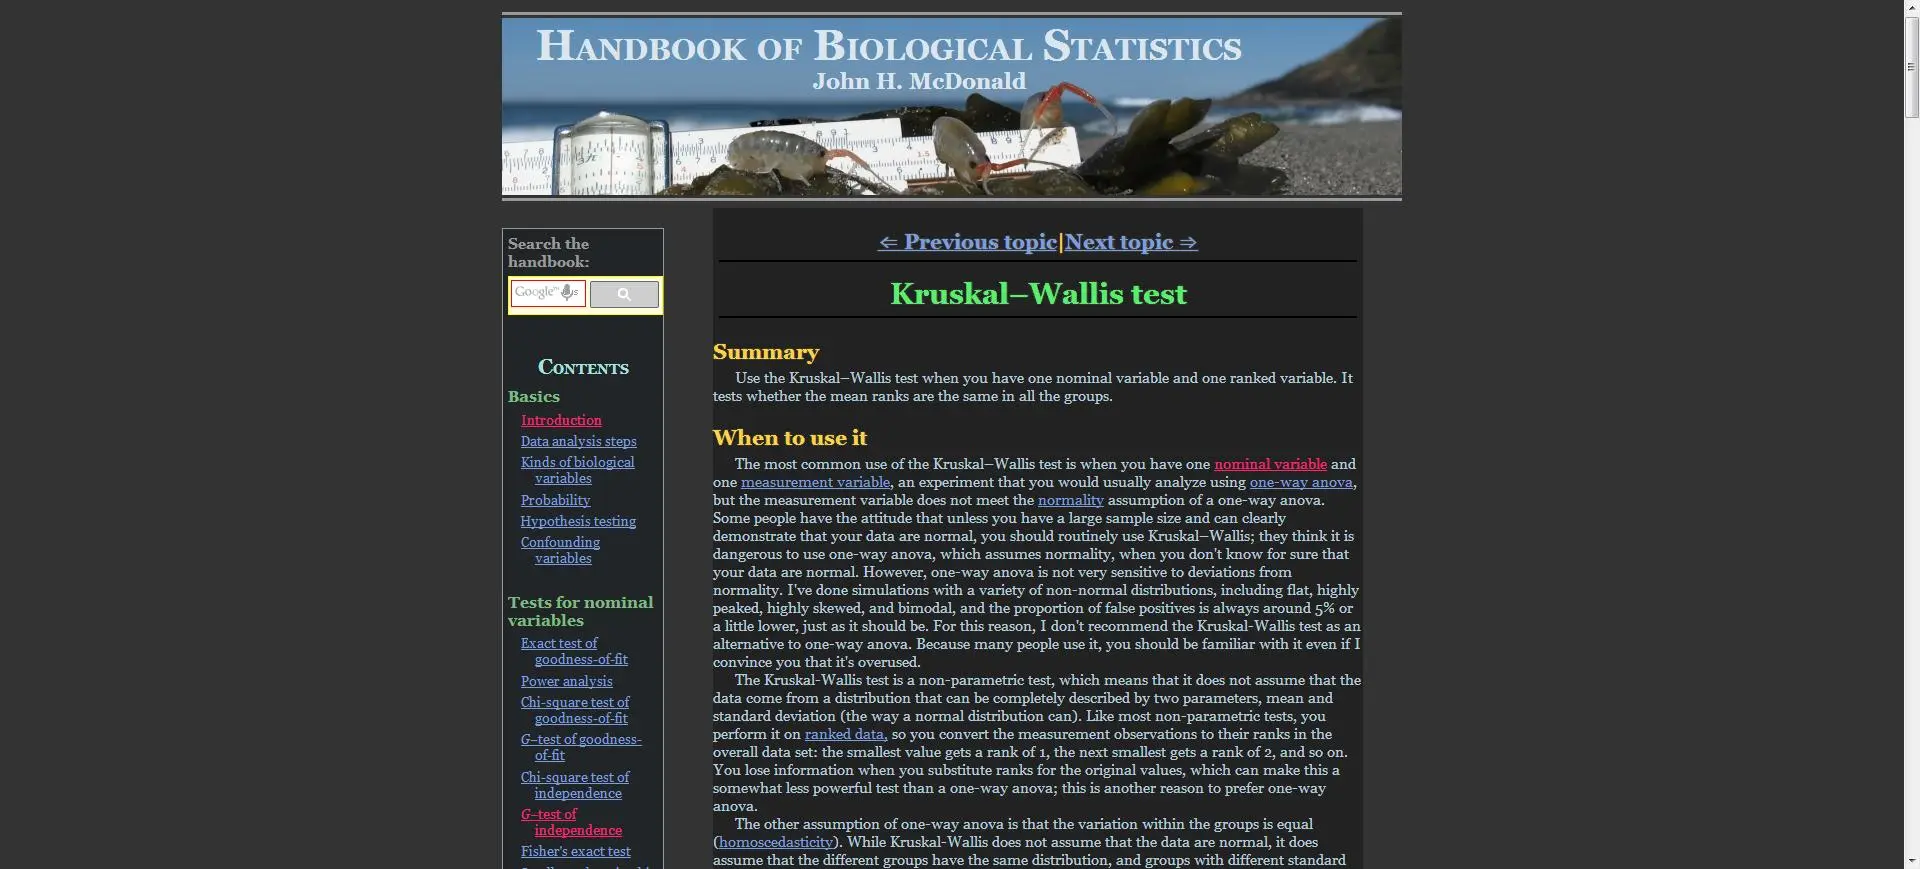 Handbook of Biological Statistics
John H. McDonald
Search the
handbook:
Google™
Contents
Basics
Introduction
Data analysis steps
Kinds of biological
variables
Probability
Hypothesis testing
Confounding
variables
Tests for nominal
variables
Exact test of
goodness-of-fit
Power analysis
Chi-square test of
goodness-of-fit
G–test of goodness-
of-fit
Chi-square test of
independence
G–test of
independence
Fisher's exact test
⇐ Previous topic|Next topic ⇒
Kruskal–Wallis test
Summary
Use the Kruskal–Wallis test when you have one nominal variable and one ranked variable. It
tests whether the mean ranks are the same in all the groups.
When to use it
The most common use of the Kruskal–Wallis test is when you have one nominal variable and
one measurement variable, an experiment that you would usually analyze using one-way anova,
but the measurement variable does not meet the normality assumption of a one-way anova.
Some people have the attitude that unless you have a large sample size and can clearly
demonstrate that your data are normal, you should routinely use Kruskal–Wallis; they think it is
dangerous to use one-way anova, which assumes normality, when you don't know for sure that
your data are normal. However, one-way anova is not very sensitive to deviations from
normality. I've done simulations with a variety of non-normal distributions, including flat, highly
peaked, highly skewed, and bimodal, and the proportion of false positives is always around 5% or
a little lower, just as it should be. For this reason, I don't recommend the Kruskal-Wallis test as an
alternative to one-way anova. Because many people use it, you should be familiar with it even if I
convince you that it's overused.
The Kruskal-Wallis test is a non-parametric test, which means that it does not assume that the
data come from a distribution that can be completely described by two parameters, mean and
standard deviation (the way a normal distribution can). Like most non-parametric tests, you
perform it on ranked data, so you convert the measurement observations to their ranks in the
overall data set: the smallest value gets a rank of 1, the next smallest gets a rank of 2, and so on.
You lose information when you substitute ranks for the original values, which can make this a
somewhat less powerful test than a one-way anova; this is another reason to prefer one-way
anova.
The other assumption of one-way anova is that the variation within the groups is equal
(homoscedasticity). While Kruskal-Wallis does not assume that the data are normal, it does
assume that the different groups have the same distribution, and groups with different standard